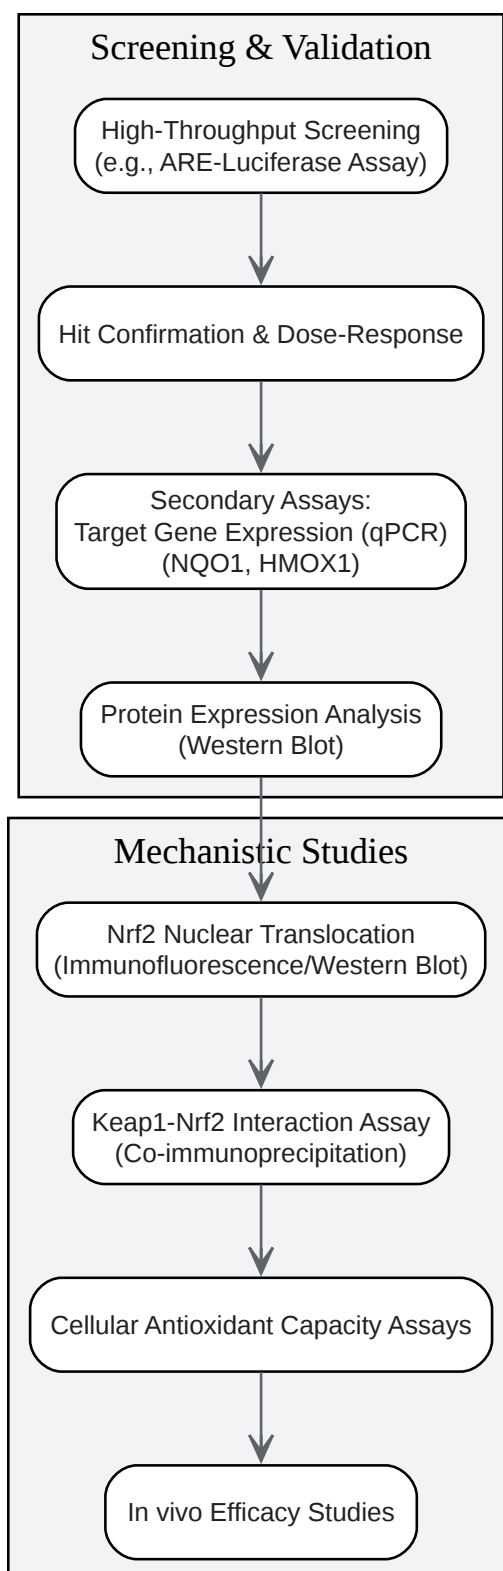 Screening & Validation
High-Throughput Screening
(e.g., ARE-Luciferase Assay)
Hit Confirmation & Dose-Response
Secondary Assays:
Target Gene Expression (qPCR)
(NQO1, HMOX1)
Protein Expression Analysis
(Western Blot)
Mechanistic Studies
Nrf2 Nuclear Translocation
(Immunofluorescence/Western Blot)
Keap1-Nrf2 Interaction Assay
(Co-immunoprecipitation)
Cellular Antioxidant Capacity Assays
In vivo Efficacy Studies